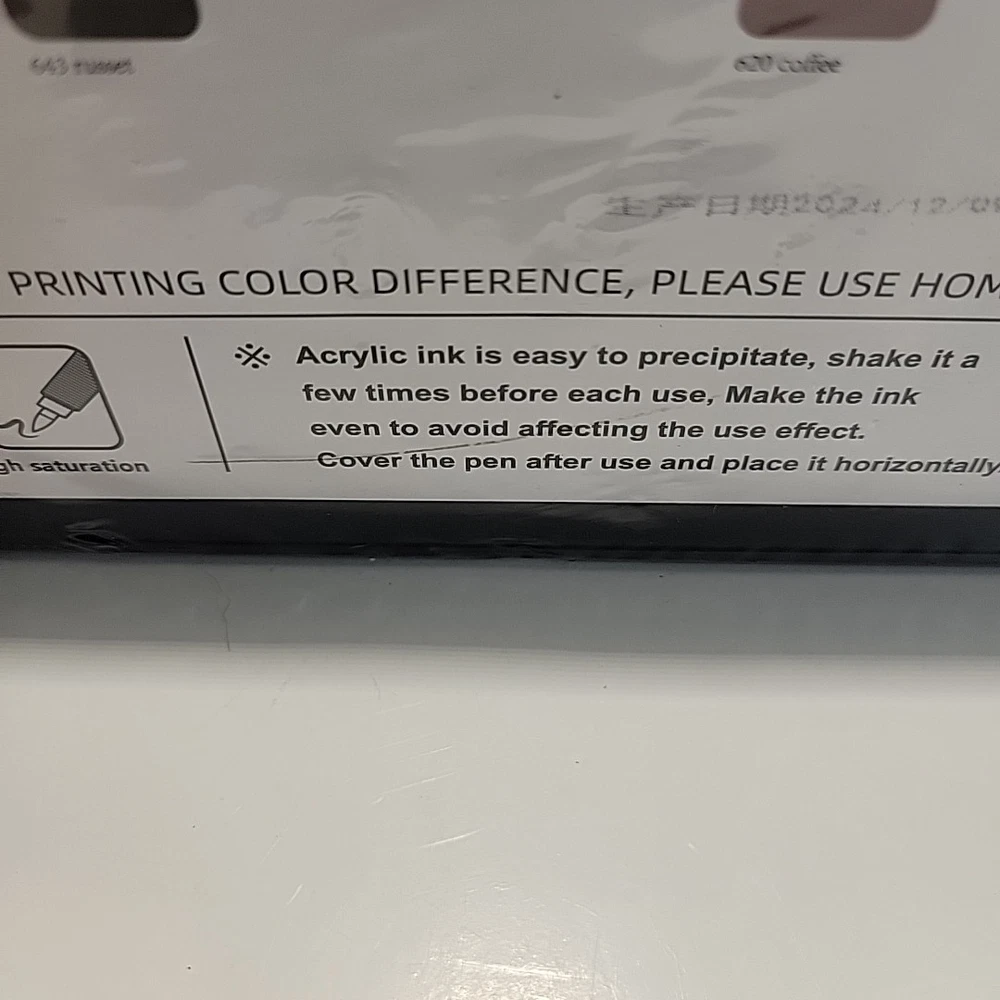 643 russet
620 coffee
生产日期2024/12/0
PRINTING COLOR DIFFERENCE, PLEASE USE HOM
※ Acrylic ink is easy to precipitate, shake it a
few times before each use, Make the ink
even to avoid affecting the use effect.
Cover the pen after use and place it horizontally.
gh saturation